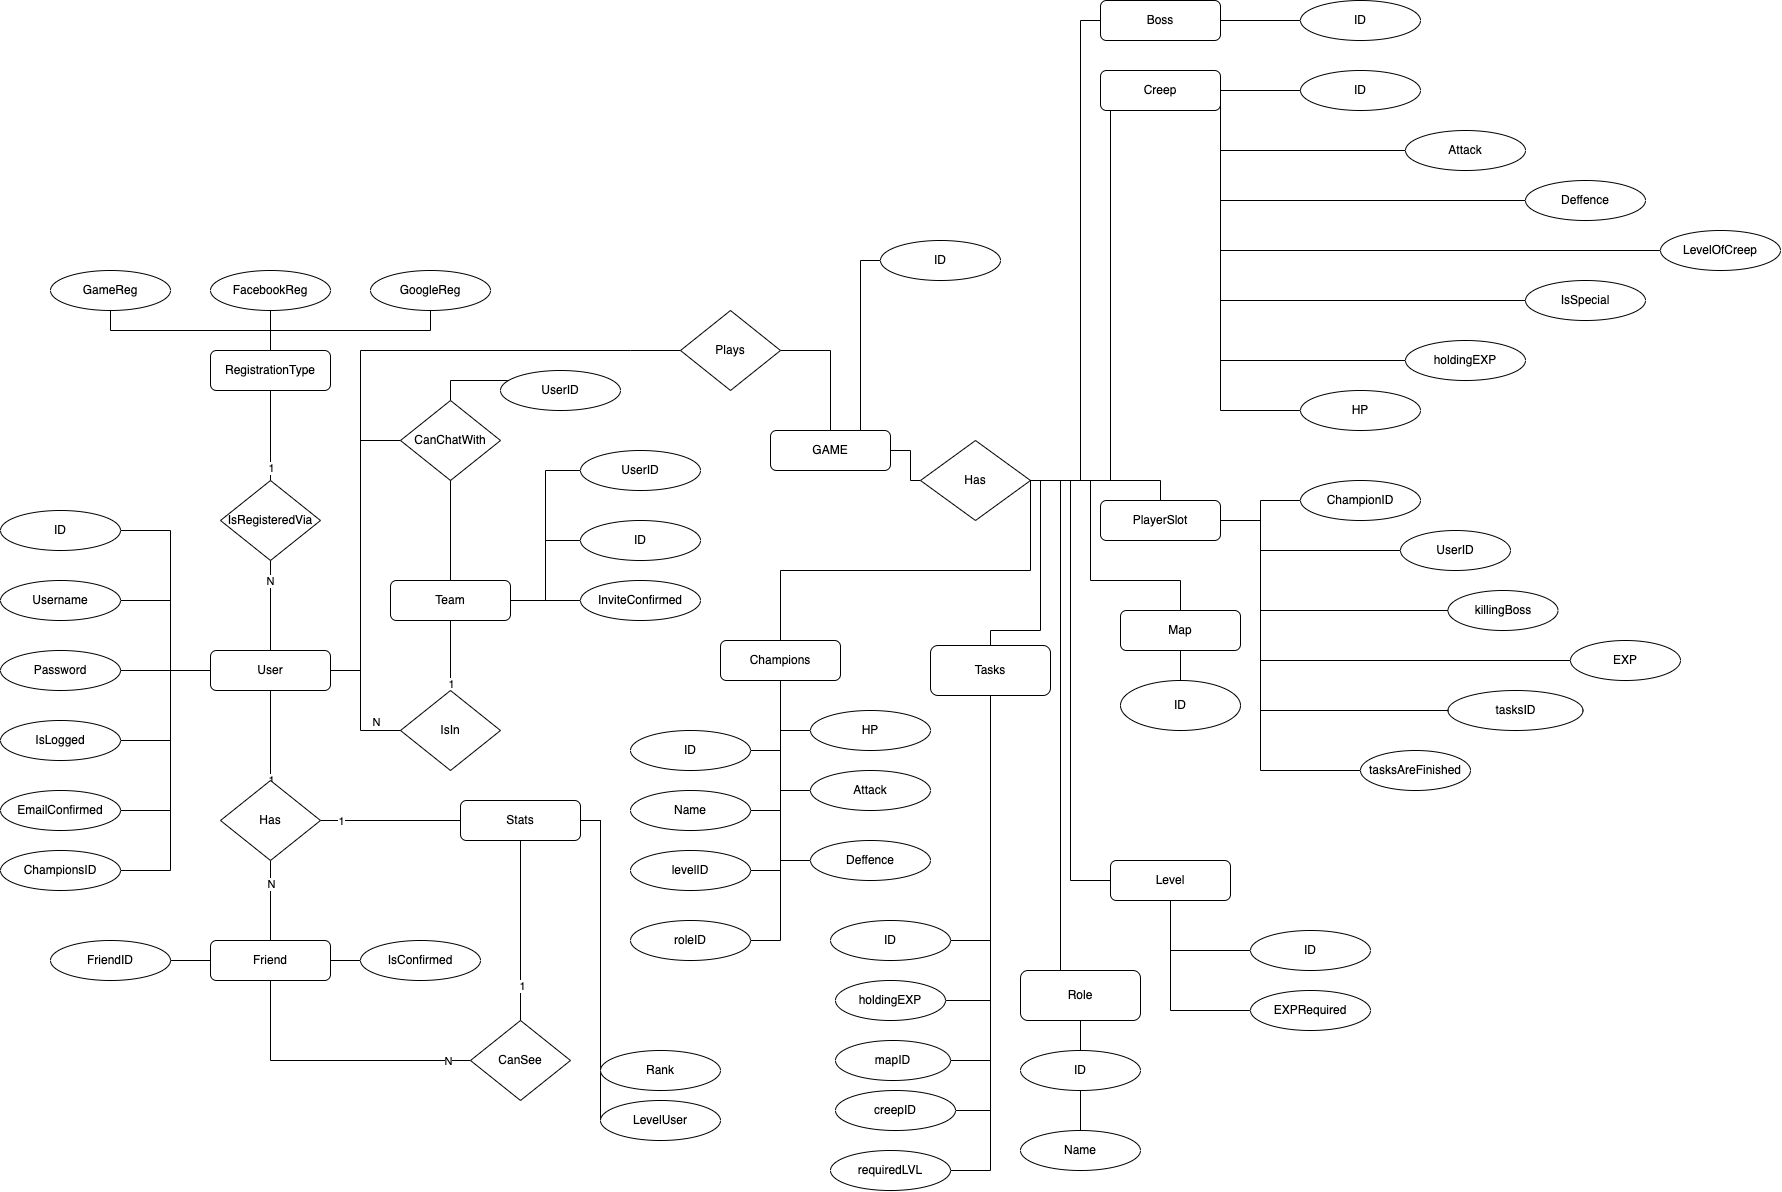 Boss
ID
Creep
ID
Attack
Deffence
LevelOfCreep
ID
GameReg
FacebookReg
GoogleReg
IsSpecial
Plays
RegistrationType
holdingEXP
UserID
HP
CanChatWith
GAME
UserID
1
Has
ChampionID
IsRegisteredVia
PlayerSlot
ID
ID
UserID
N
Username
Team
InviteConfirmed
killingBoss
Map
Password
User
Champions
Tasks
EXP
1
ID
tasksID
N
IsIn
HP
IsLogged
ID
tasksAreFinished
1
Attack
EmailConfirmed
Name
Has
1
Stats
Deffence
ChampionsID
levelID
Level
N
roleID
ID
ID
FriendID
Friend
IsConfirmed
1
holdingEXP
Role
EXPRequired
N
CanSee
mapID
Rank
ID
creepID
LevelUser
Name
requiredLVL